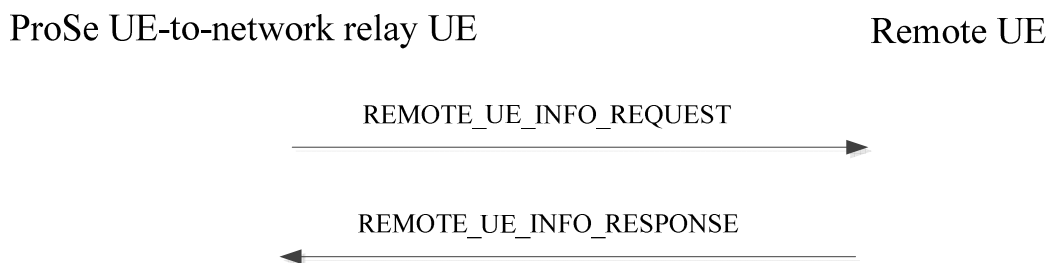 ProSe UE-to-network relay UE
Remote UE
REMOTE_UE_INFO_REQUEST
REMOTE_UE_INFO_RESPONSE